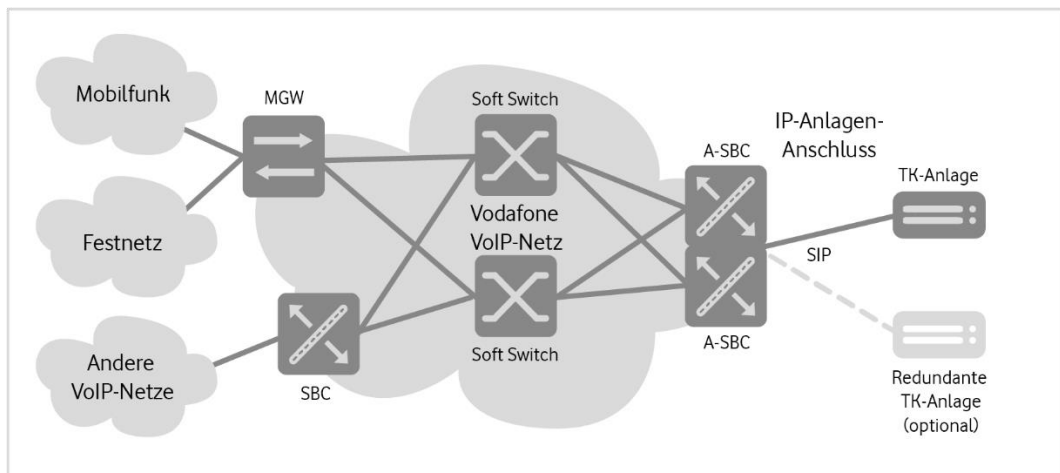 Mobilfunk
MGW
Festnetz
Andere
VoIP-Netze
SBC
Soft Switch
Vodafone
VoIP-Netz
Soft Switch
A-SBC
A-SBC
IP-Anlagen-
Anschluss
SIP
TK-Anlage
Redundante
TK-Anlage
(optional)